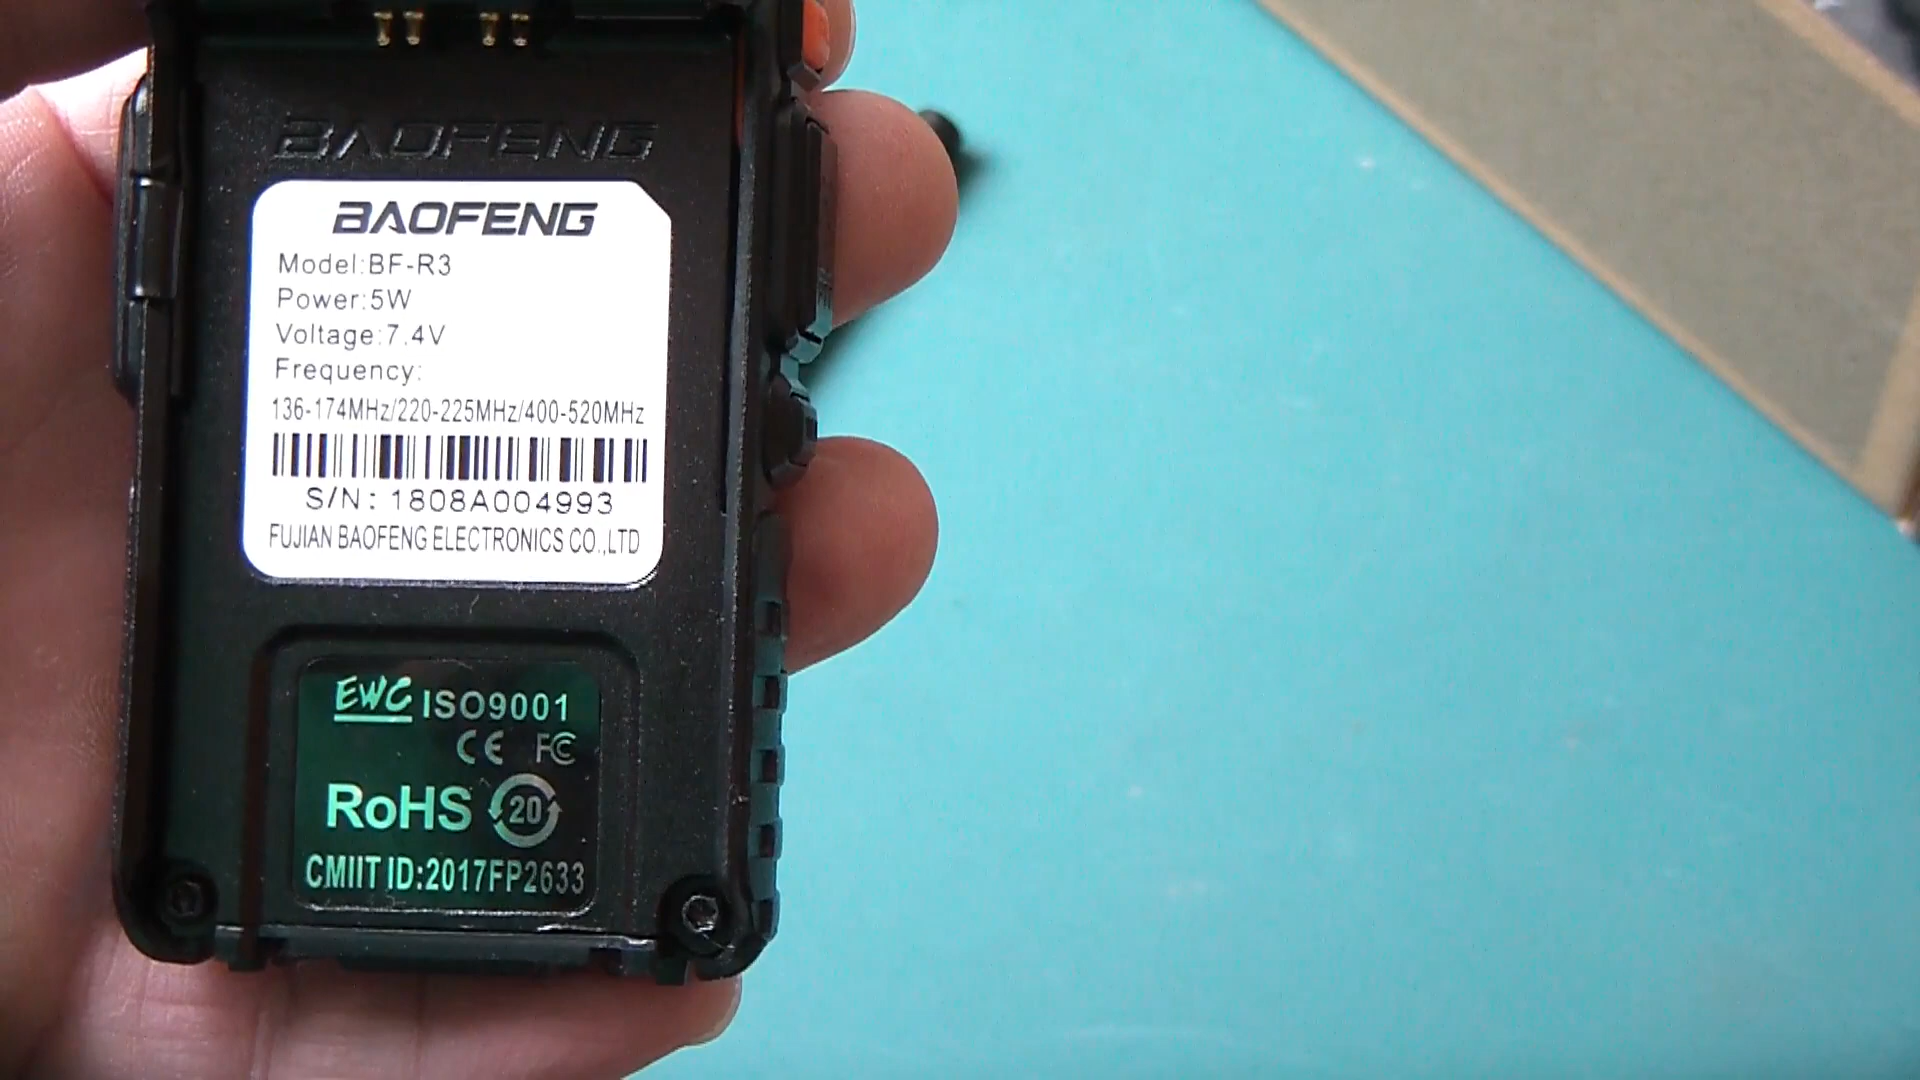 BAOFENG
BAOFENG
Model:BF-R3
Power:5W
Voltage:7.4V
Frequency:
136-174MHz/220-225MHz/400-520MHz
S/N: 1808A004993
FUJIAN BAOFENG ELECTRONICS CO.,LTD
EWC ISO9001
CE FC
RoHS 20
CMIIT ID:2017FP2633